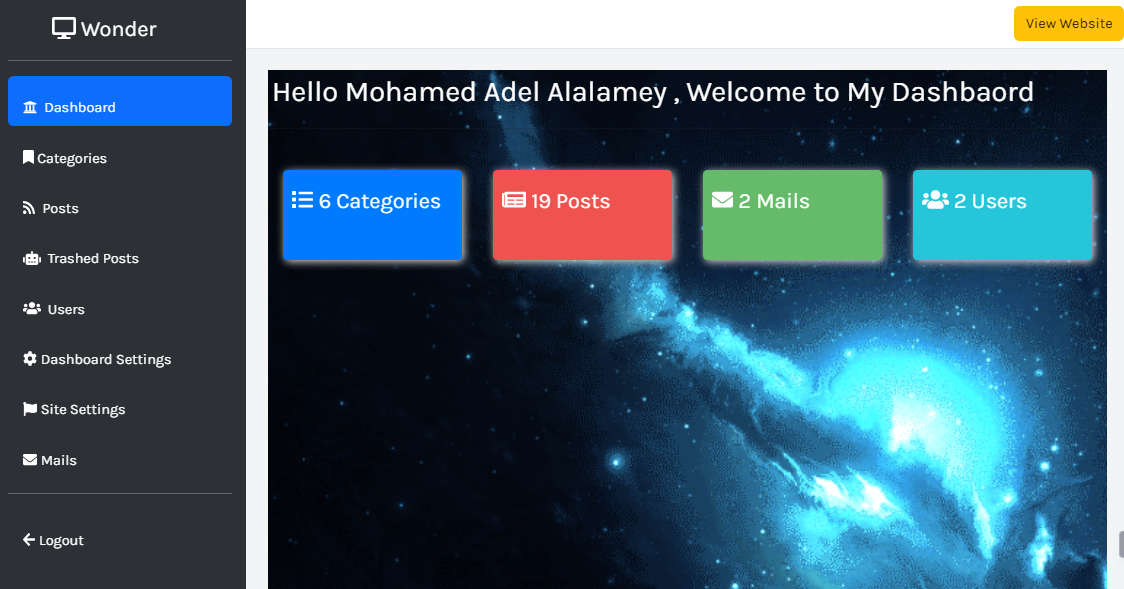 Wonder
View Website
Dashboard
Categories
Posts
Trashed Posts
Users
Dashboard Settings
Site Settings
Mails
Logout
Hello Mohamed Adel Alalamey , Welcome to My Dashbaord
6 Categories
19 Posts
2 Mails
2 Users